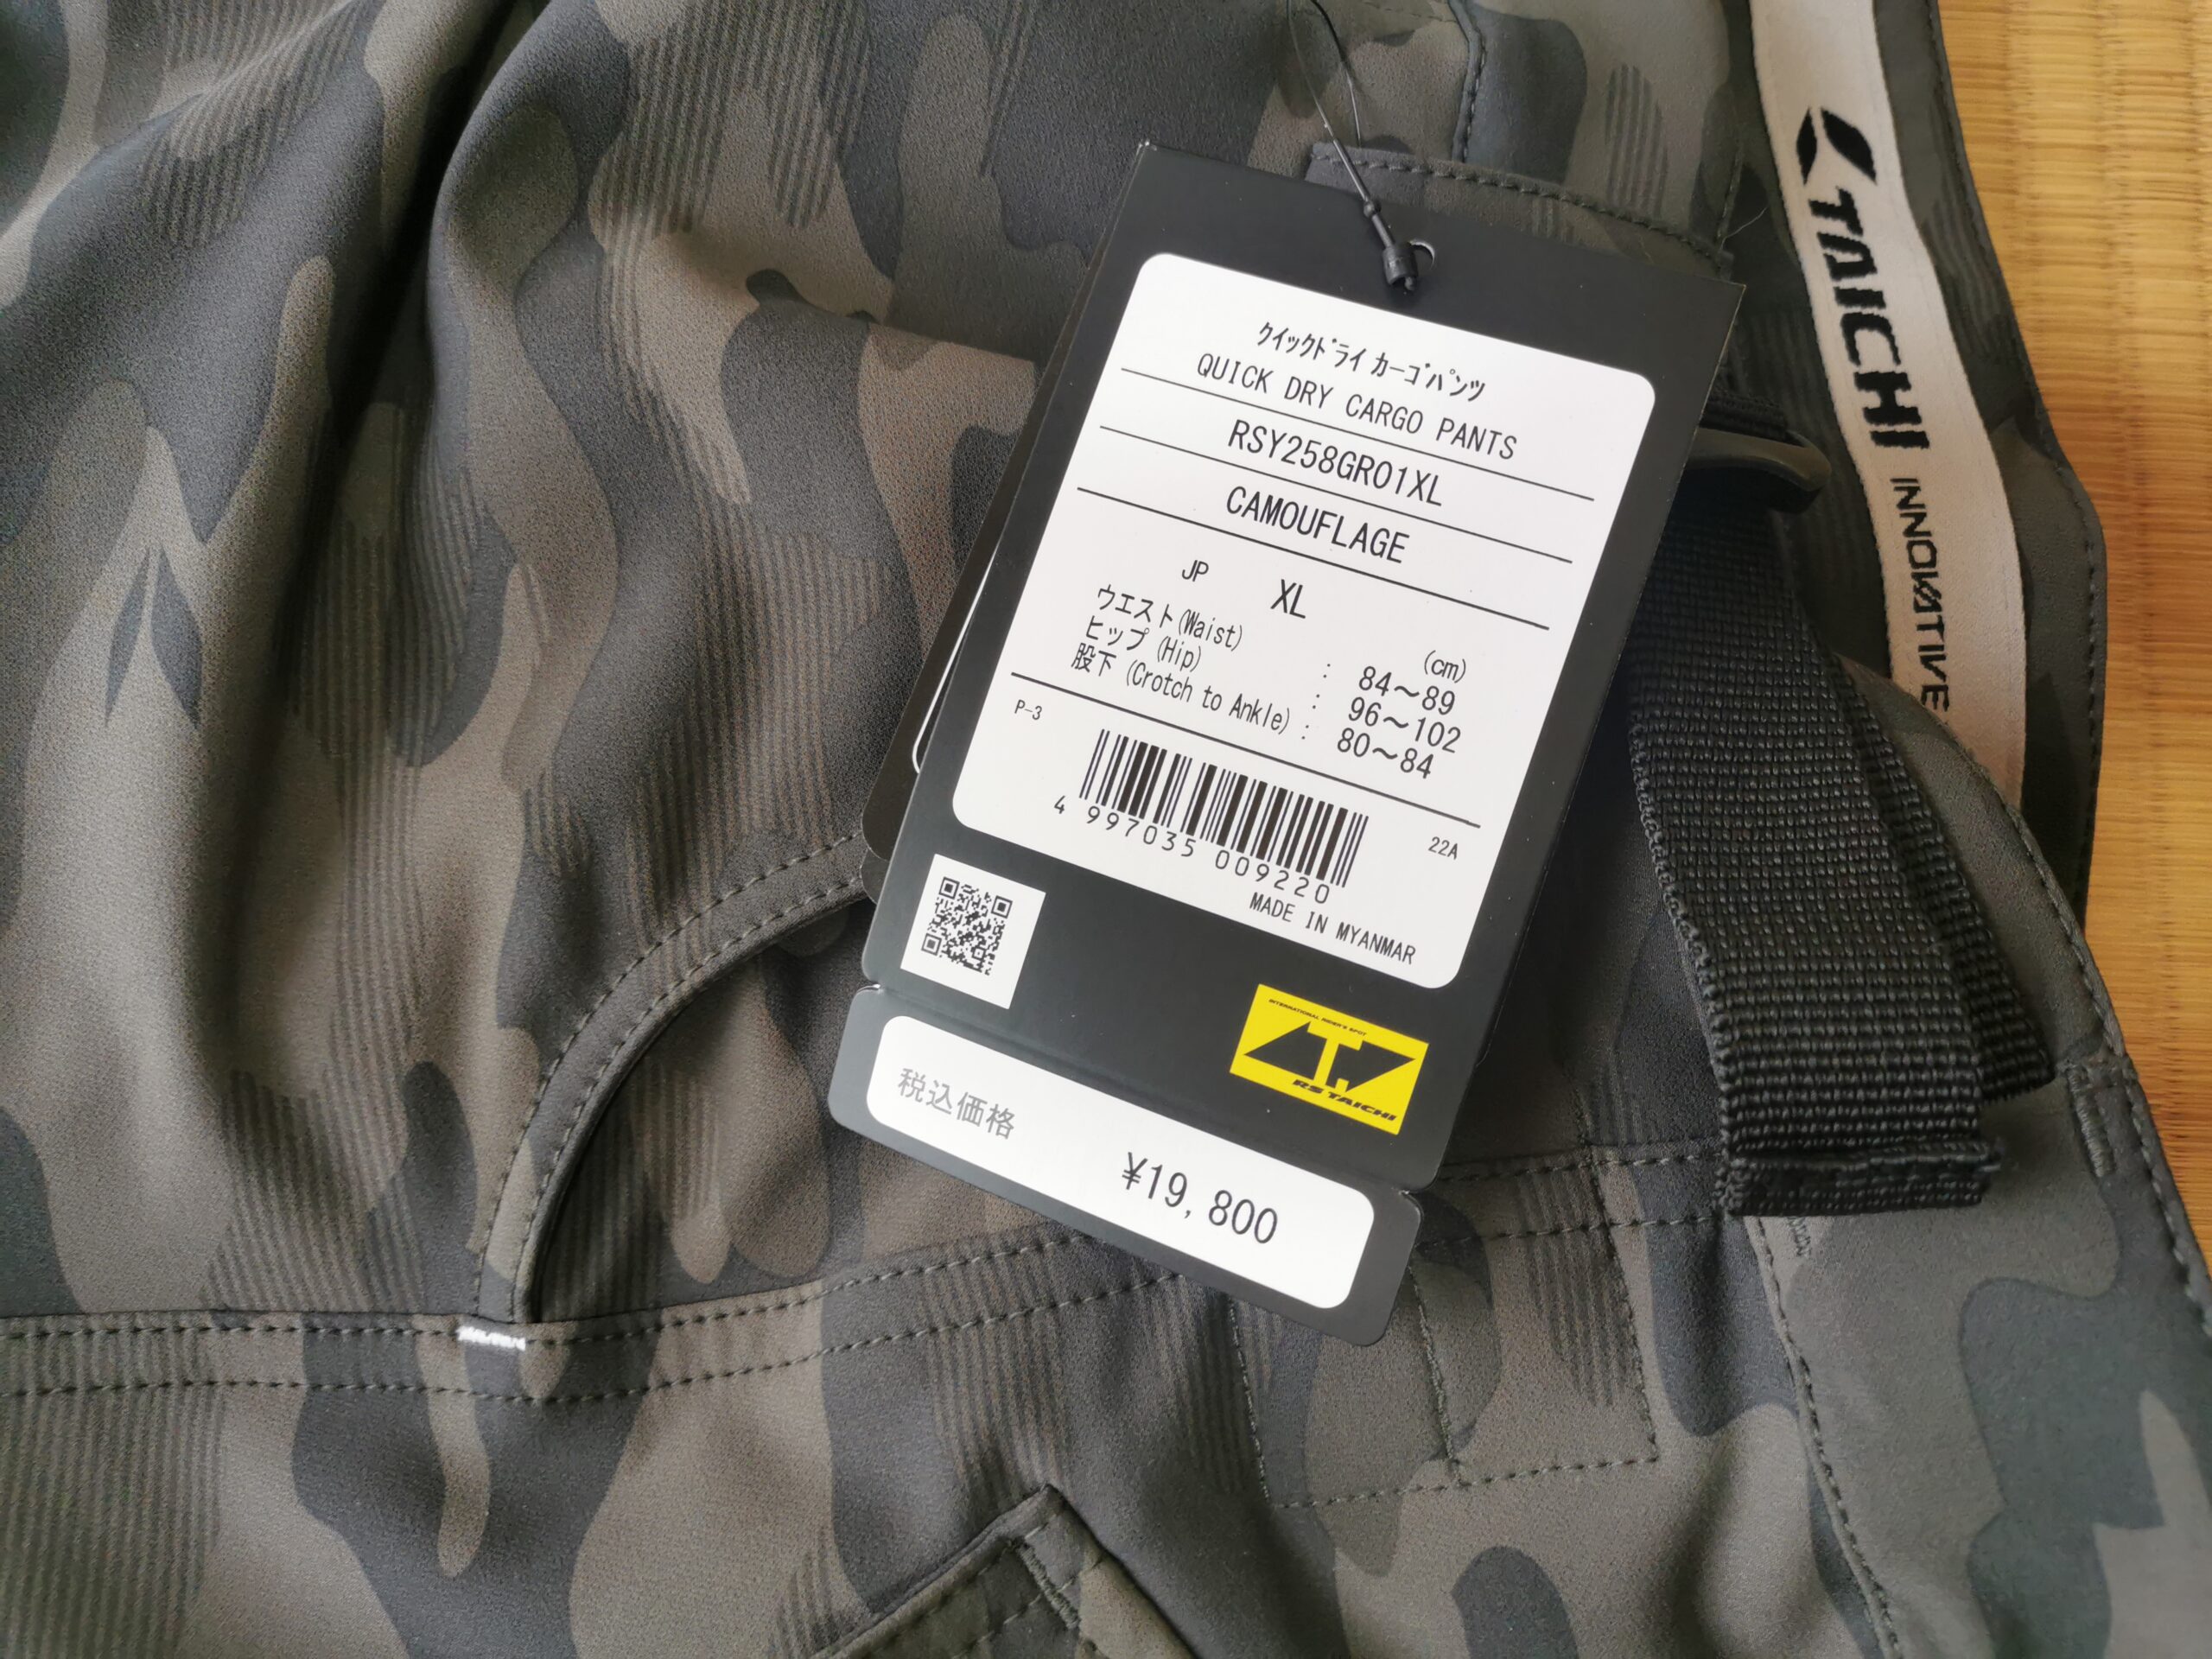 クイックドライ カーゴパンツ
QUICK DRY CARGO PANTS
RSY258GR01XL
CAMOUFLAGE
JP XL
(cm)
ウエスト(Waist) : 84～89
ヒップ (Hip) : 96～102
股下 (Crotch to Ankle) : 80～84
P-3
4 997035 009220
22A
MADE IN MYANMAR
INTERNATIONAL RIDER'S SPOT
RS TAICHI
税込価格
¥19,800
TAICHI INNOVATIVE